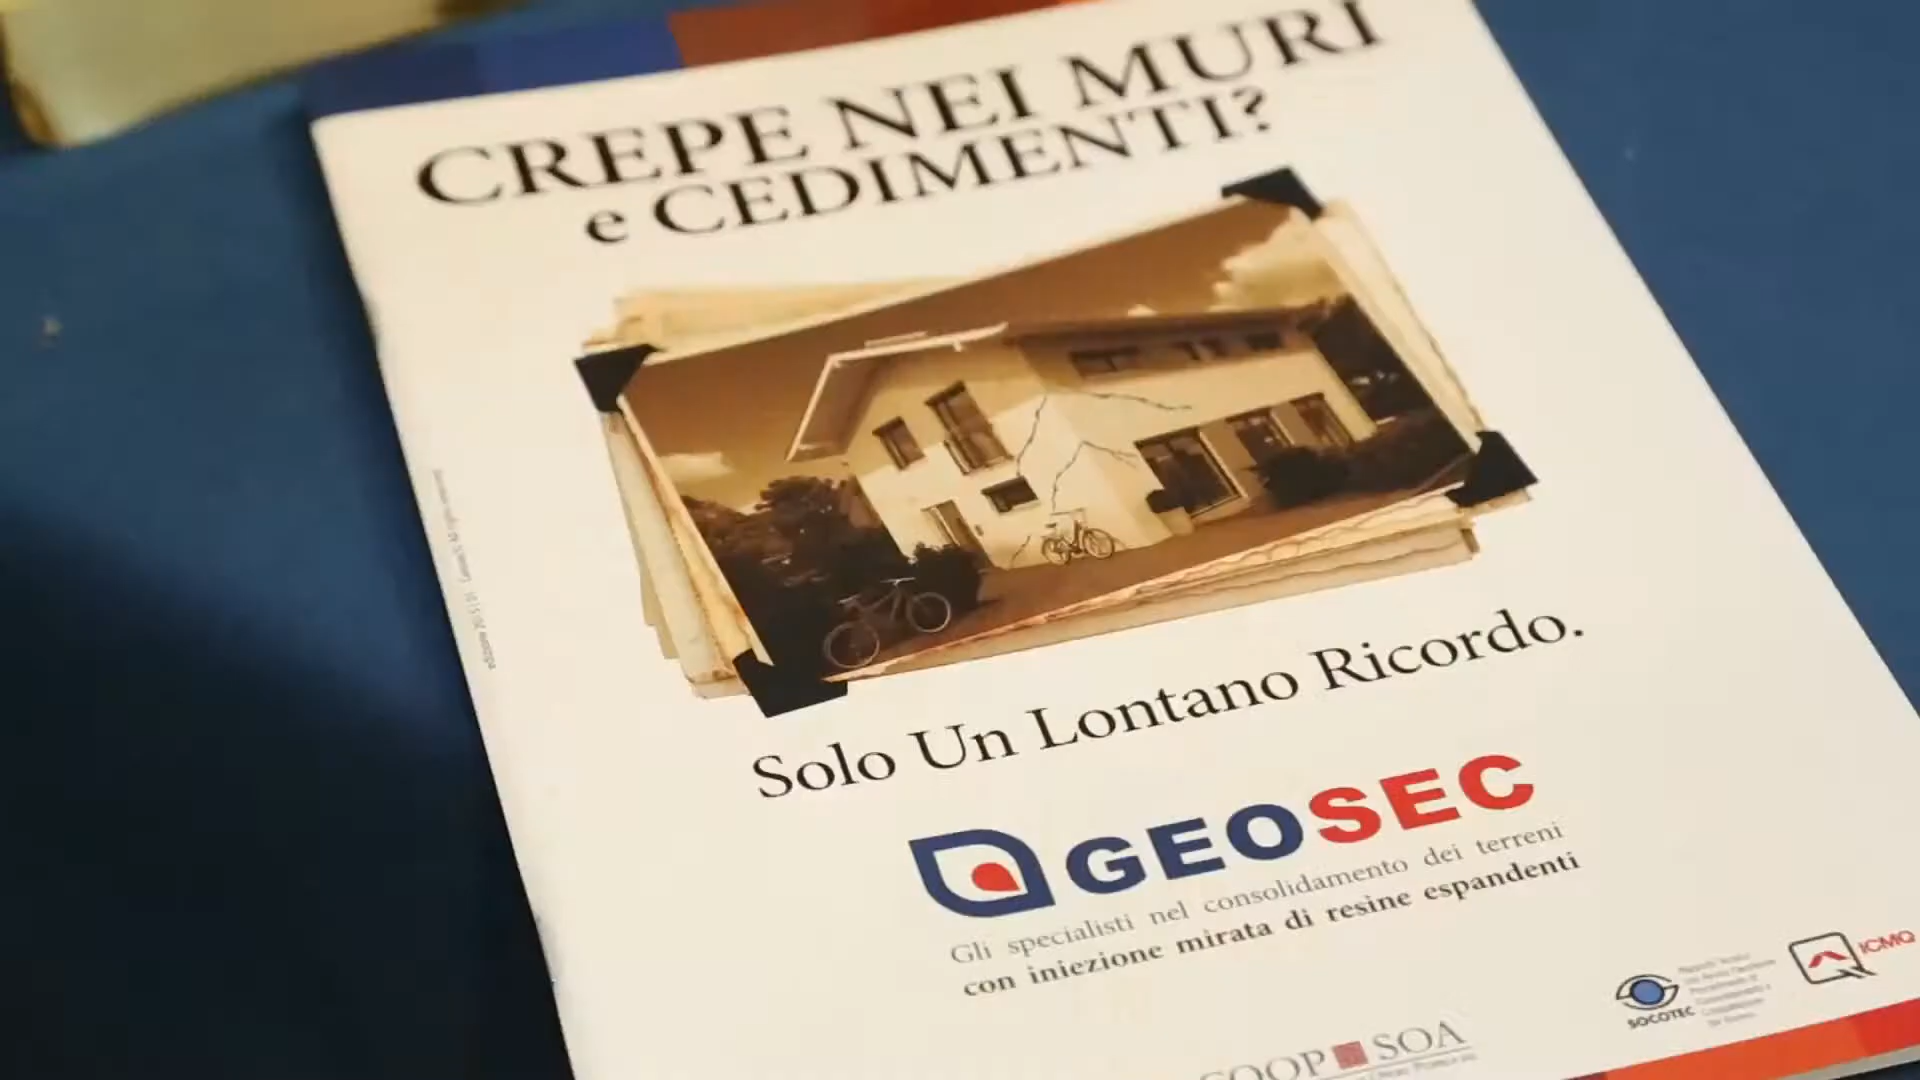 CREPE NEI MURI
e CEDIMENTI?
Solo Un Lontano Ricordo.
GEOSEC
Gli specialisti nel consolidamento dei terreni
con iniezione mirata di resine espandenti
SOCOTEC
ICMQ
COOP SOA